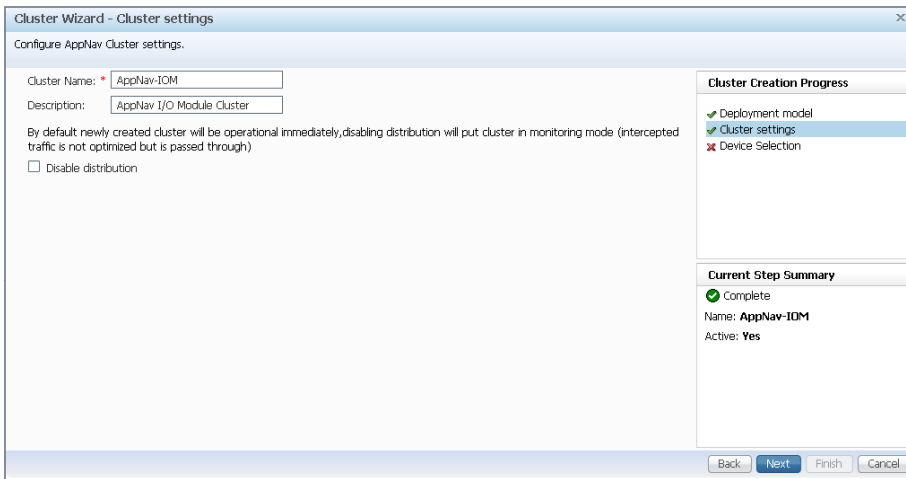 Cluster Wizard - Cluster settings
Configure AppNav Cluster settings.
Cluster Name: * AppNav-IOM
Description: AppNav I/O Module Cluster
By default newly created cluster will be operational immediately,disabling distribution will put cluster in monitoring mode (intercepted
traffic is not optimized but is passed through)
Disable distribution
Cluster Creation Progress
Deployment model
Cluster settings
Device Selection
Current Step Summary
Complete
Name: AppNav-IOM
Active: Yes
Back Next Finish Cancel